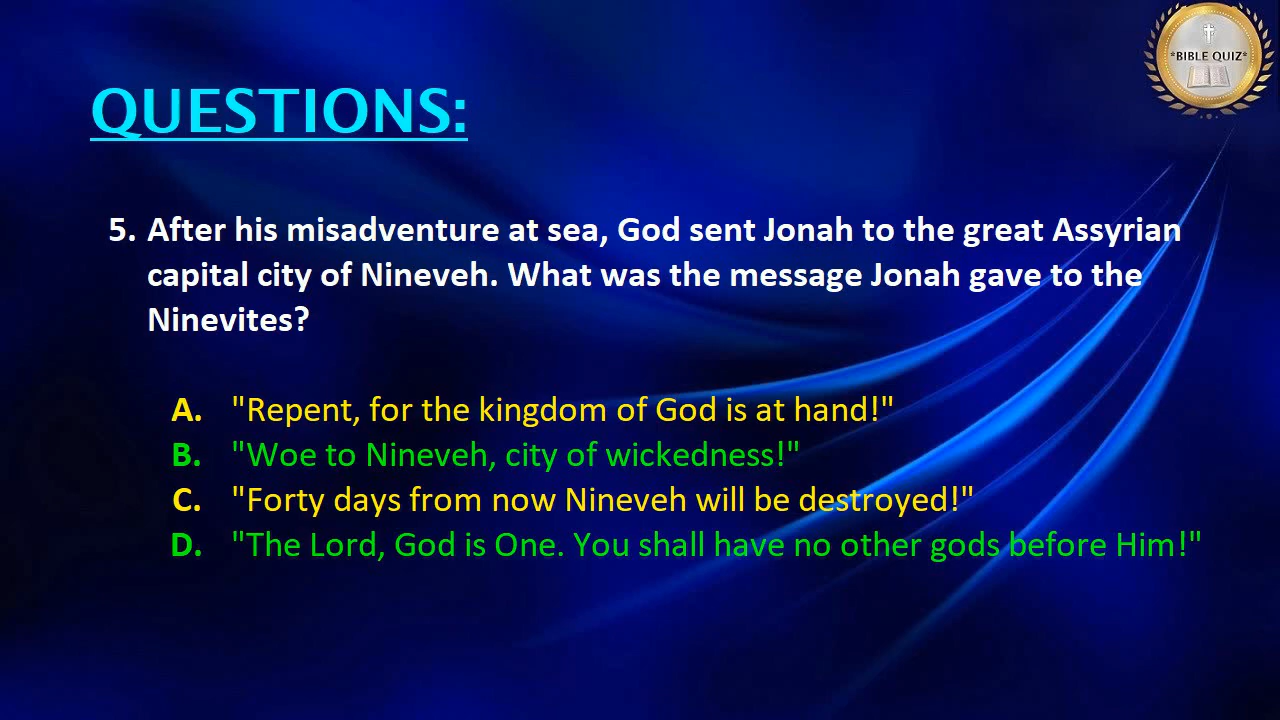 *BIBLE QUIZ*
QUESTIONS:
5. After his misadventure at sea, God sent Jonah to the great Assyrian
capital city of Nineveh. What was the message Jonah gave to the
Ninevites?
A. "Repent, for the kingdom of God is at hand!"
B. "Woe to Nineveh, city of wickedness!"
C. "Forty days from now Nineveh will be destroyed!"
D. "The Lord, God is One. You shall have no other gods before Him!"